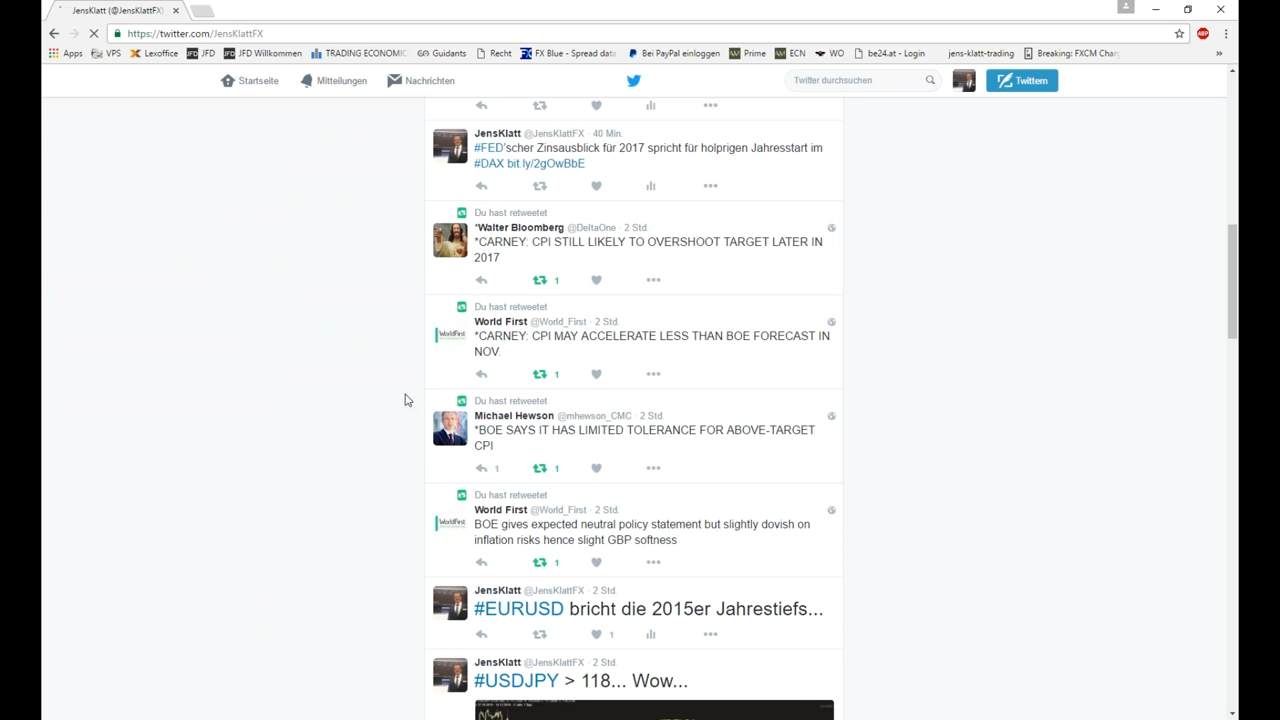 JensKlatt (@JensKlattFX)
https://twitter.com/JensKlattFX
Apps VPS Lexoffice JFD JFD Willkommen TRADING ECONOMIC Guidants Recht FX Blue - Spread data Bei PayPal einloggen Prime ECN WO be24.at - Login jens-klatt-trading Breaking: FXCM Chan »
Startseite Mitteilungen Nachrichten Twitter durchsuchen Twittern
JensKlatt @JensKlattFX · 40 Min.
#FED'scher Zinsausblick für 2017 spricht für holprigen Jahresstart im
#DAX bit.ly/2gOwBbE
Du hast retweetet
*Walter Bloomberg @DeltaOne · 2 Std.
*CARNEY: CPI STILL LIKELY TO OVERSHOOT TARGET LATER IN
2017
1
Du hast retweetet
World First @World_First · 2 Std.
WorldFirst
*CARNEY: CPI MAY ACCELERATE LESS THAN BOE FORECAST IN
NOV.
1
Du hast retweetet
Michael Hewson @mhewson_CMC · 2 Std.
*BOE SAYS IT HAS LIMITED TOLERANCE FOR ABOVE-TARGET
CPI
1 1
Du hast retweetet
World First @World_First · 2 Std.
WorldFirst
BOE gives expected neutral policy statement but slightly dovish on
inflation risks hence slight GBP softness
1
JensKlatt @JensKlattFX · 2 Std.
#EURUSD bricht die 2015er Jahrestiefs...
1
JensKlatt @JensKlattFX · 2 Std.
#USDJPY > 118... Wow...